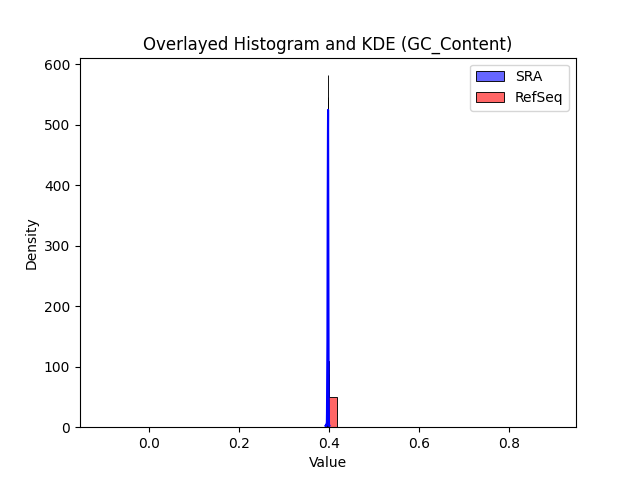 Overlayed Histogram and KDE (GC_Content)
SRA
RefSeq
600
500
400
300
200
100
0
Density
0.0 0.2 0.4 0.6 0.8
Value